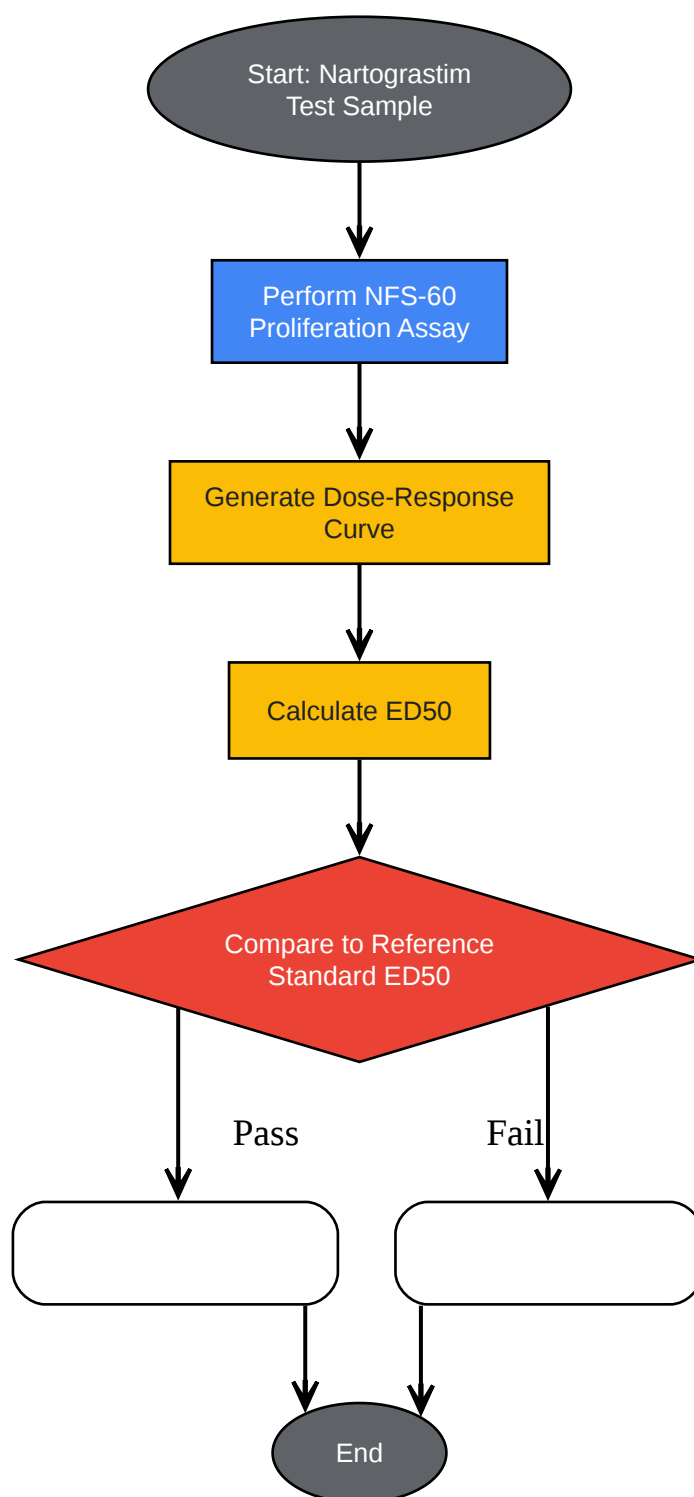 Start: Nartograstim
Test Sample
Perform NFS-60
Proliferation Assay
Generate Dose-Response
Curve
Calculate ED50
Compare to Reference
Standard ED50
Pass
Fail
End